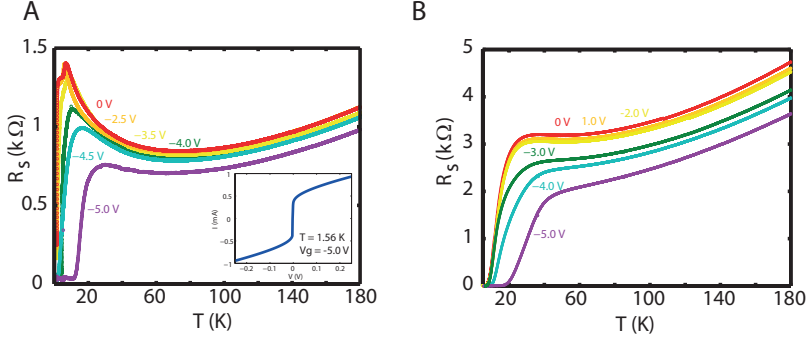 A
1.5
1
0.5
0
R_S (k Ω)
0 V
−2.5 V
−3.5 V
−4.0 V
−4.5 V
−5.0 V
1
0.5
0
−0.5
−1
I (mA)
T = 1.56 K
Vg = -5.0 V
−0.2 −0.1 0 0.1 0.2
V (V)
20 60 100 140 180
T (K)
B
5
4
3
2
1
0
R_S (k Ω)
0 V
1.0 V
−2.0 V
−3.0 V
−4.0 V
−5.0 V
20 60 100 140 180
T (K)